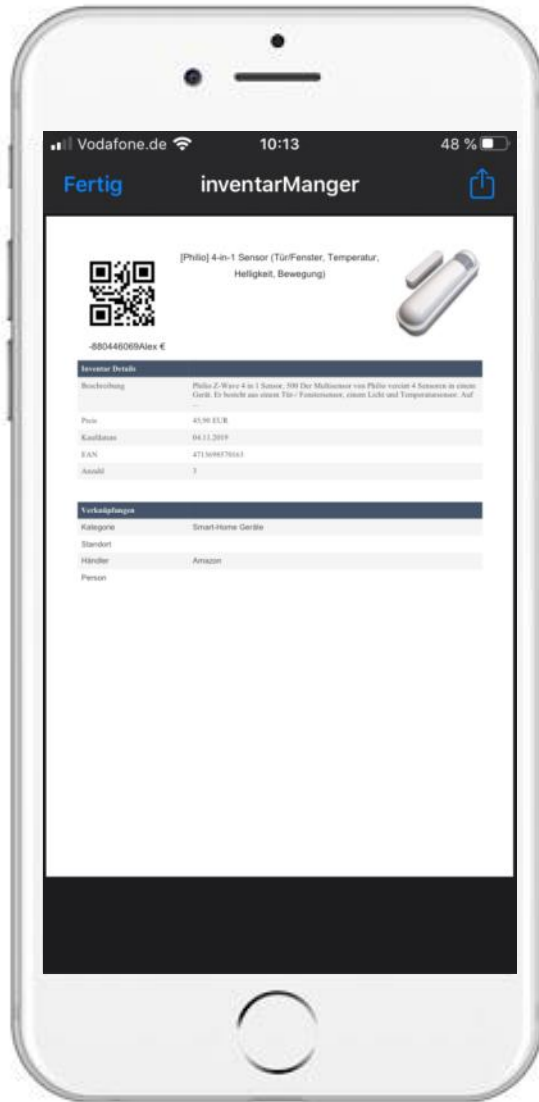 Vodafone.de
10:13
48 %
Fertig
inventarManger
[Philio] 4-in-1 Sensor (Tür/Fenster, Temperatur,
Helligkeit, Bewegung)
-880446069Alex €
Inventar Details
Beschreibung
Philio Z-Wave 4 in 1 Sensor, 500 Der Multisensor von Philio vereint 4 Sensoren in einem
Gerät. Er besteht aus einem Tür-/ Fenstersensor, einem Licht und Temperatursensor. Auf
...
Preis
Kaufdatum 04.11.2019
EAN
Anzahl 3
Verknüpfungen
Kategorie Smart-Home Geräte
Standort
Händler Amazon
Person